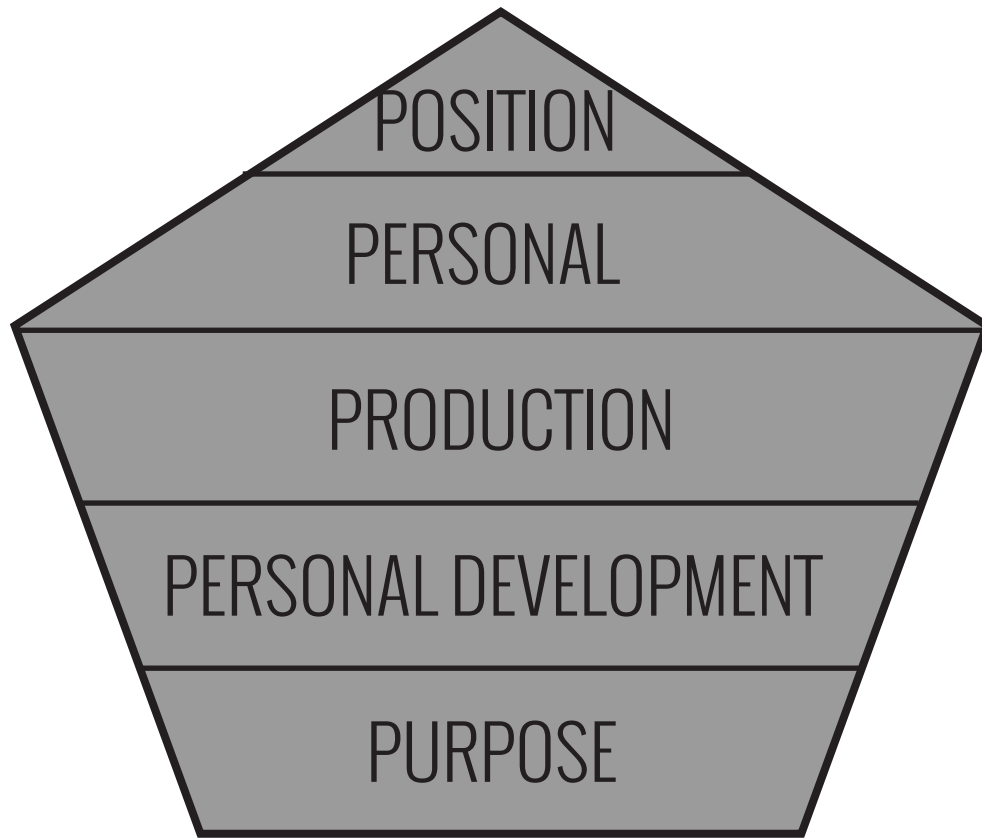 POSITION
PERSONAL
PRODUCTION
PERSONAL DEVELOPMENT
PURPOSE